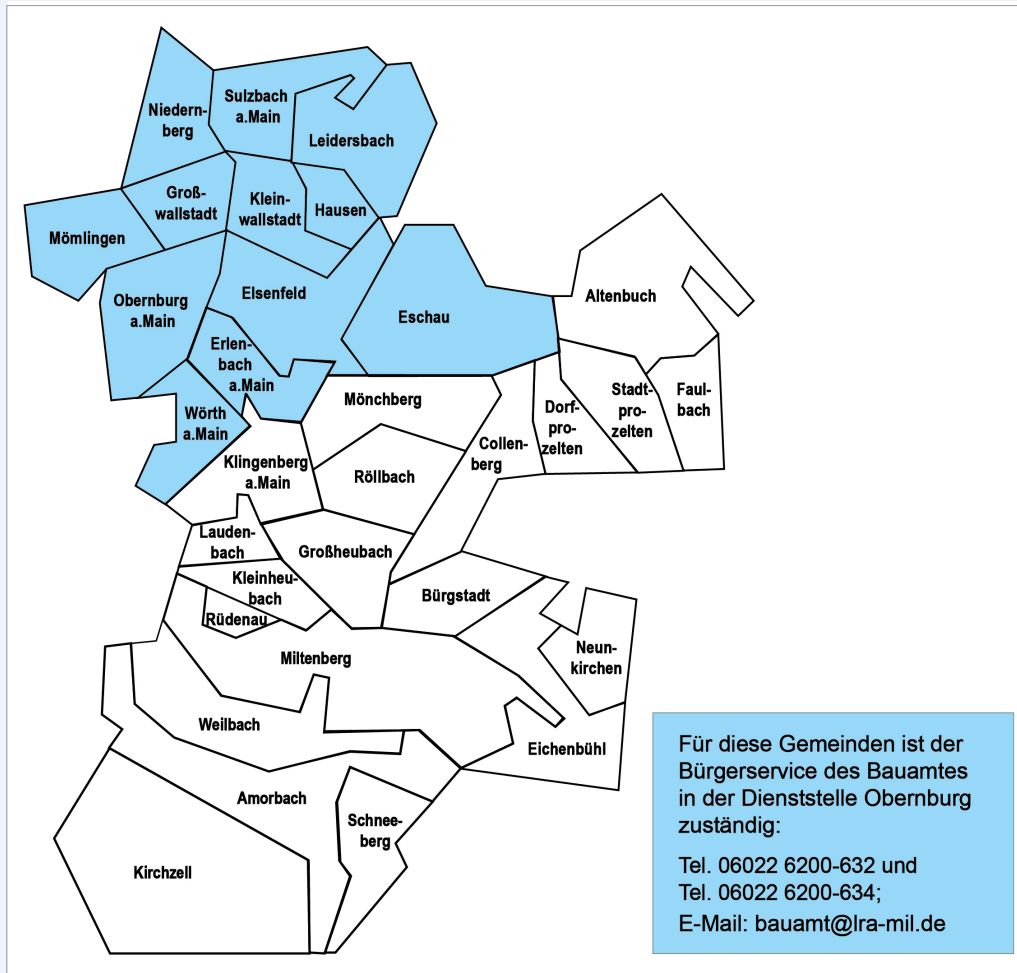 Niedern-
berg
Sulzbach
a.Main
Leidersbach
Groß-
wallstadt
Klein-
wallstadt
Hausen
Mömlingen
Obernburg
a.Main
Elsenfeld
Eschau
Altenbuch
Erlen-
bach
a.Main
Wörth
a.Main
Mönchberg
Klingenberg
a.Main
Röllbach
Collen-
berg
Dorf-
pro-
zelten
Stadt-
pro-
zelten
Faul-
bach
Lauden-
bach
Großheubach
Kleinheu-
bach
Rüdenau
Bürgstadt
Miltenberg
Neun-
kirchen
Weilbach
Eichenbühl
Amorbach
Schnee-
berg
Kirchzell
Für diese Gemeinden ist der
Bürgerservice des Bauamtes
in der Dienststelle Obernburg
zuständig:
Tel. 06022 6200-632 und
Tel. 06022 6200-634;
E-Mail: bauamt@lra-mil.de